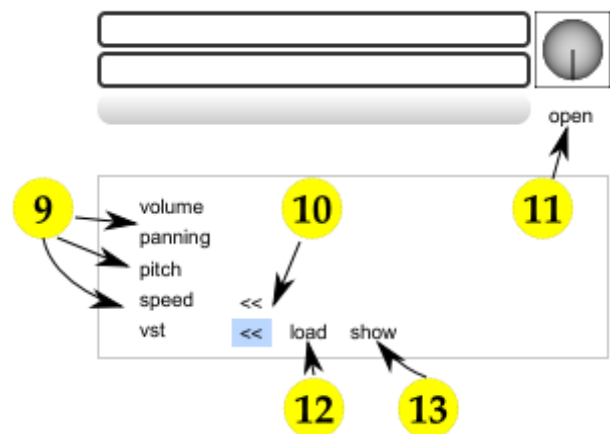 open
9
volume
10
11
panning
pitch
speed <<
vst << load show
12
13